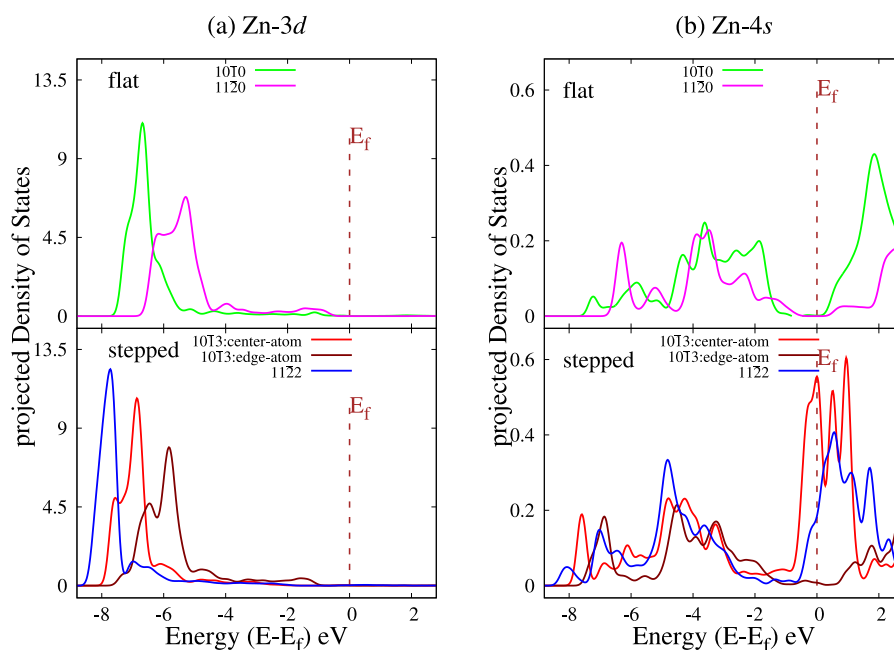 (a) Zn-3d
(b) Zn-4s
projected Density of States
13.5
9
4.5
0
flat
101̄0
112̄0
E_f
13.5
9
4.5
0
stepped
101̄3:center-atom
101̄3:edge-atom
112̄2
E_f
-8 -6 -4 -2 0 2
Energy (E-E_f) eV
projected Density of States
0.6
0.4
0.2
0
flat
101̄0
112̄0
E_f
0.6
0.4
0.2
0
stepped
101̄3:center-atom
101̄3:edge-atom
112̄2
E_f
-8 -6 -4 -2 0 2
Energy (E-E_f) eV